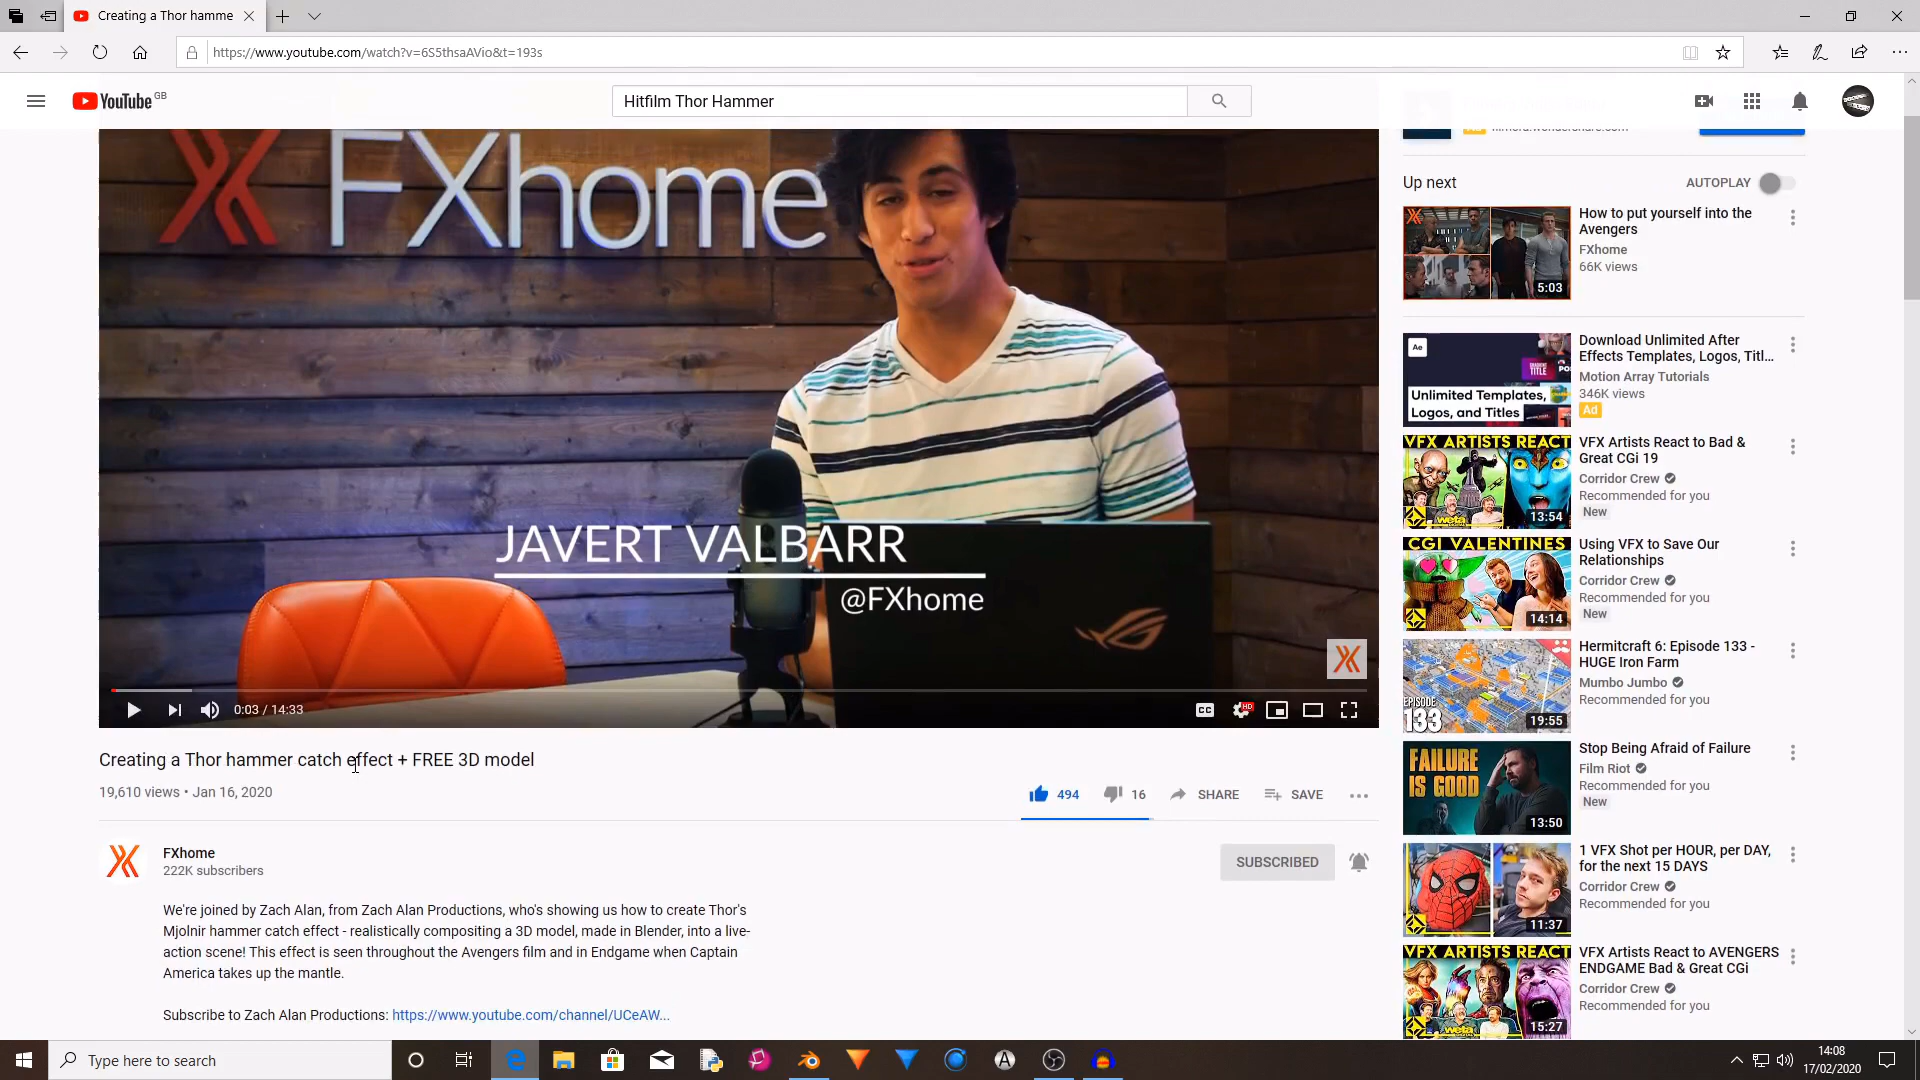 Creating a Thor hamme
https://www.youtube.com/watch?v=6S5thsaAVio&t=193s
YouTube GB
Hitfilm Thor Hammer
FXhome
JAVERT VALBARR
@FXhome
0:03 / 14:33
CC
HD
Creating a Thor hammer catch effect + FREE 3D model
19,610 views • Jan 16, 2020
494
16
SHARE
SAVE
FXhome
222K subscribers
SUBSCRIBED
We're joined by Zach Alan, from Zach Alan Productions, who's showing us how to create Thor's
Mjolnir hammer catch effect - realistically compositing a 3D model, made in Blender, into a live-
action scene! This effect is seen throughout the Avengers film and in Endgame when Captain
America takes up the mantle.
Subscribe to Zach Alan Productions: https://www.youtube.com/channel/UCeAW...
Up next
AUTOPLAY
How to put yourself into the
Avengers
FXhome
66K views
5:03
Ae
Unlimited Templates,
Logos, and Titles
Download Unlimited After
Effects Templates, Logos, Titl...
Motion Array Tutorials
346K views
Ad
VFX ARTISTS REACT
weta
13:54
VFX Artists React to Bad &
Great CGi 19
Corridor Crew
Recommended for you
New
CGI VALENTINES
14:14
Using VFX to Save Our
Relationships
Corridor Crew
Recommended for you
New
EPISODE
133
19:55
Hermitcraft 6: Episode 133 -
HUGE Iron Farm
Mumbo Jumbo
Recommended for you
FAILURE
IS GOOD
13:50
Stop Being Afraid of Failure
Film Riot
Recommended for you
New
11:37
1 VFX Shot per HOUR, per DAY,
for the next 15 DAYS
Corridor Crew
Recommended for you
VFX ARTISTS REACT
weta
15:27
VFX Artists React to AVENGERS
ENDGAME Bad & Great CGi
Corridor Crew
Recommended for you
Type here to search
14:08
17/02/2020